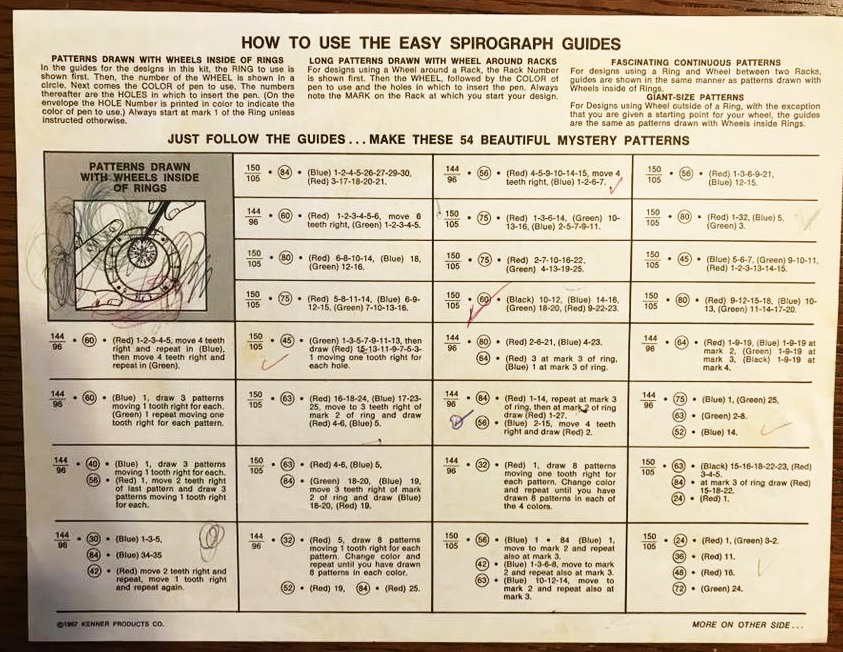 HOW TO USE THE EASY SPIROGRAPH GUIDES
PATTERNS DRAWN WITH WHEELS INSIDE OF RINGS
In the guides for the designs in this kit, the RING to use is
shown first. Then, the number of the WHEEL is shown in a
circle. Next comes the COLOR of pen to use. The numbers
thereafter are the HOLES in which to insert the pen. (On the
envelope the HOLE Number is printed in color to indicate the
color of pen to use.) Always start at mark 1 of the Ring unless
instructed otherwise.
LONG PATTERNS DRAWN WITH WHEEL AROUND RACKS
For designs using a Wheel around a Rack, the Rack Number
is shown first. Then the WHEEL, followed by the COLOR of
pen to use and the holes in which to insert the pen. Always
note the MARK on the Rack at which you start your design.
FASCINATING CONTINUOUS PATTERNS
For designs using a Ring and Wheel between two Racks,
guides are shown in the same manner as patterns drawn with
Wheels inside of Rings.
GIANT-SIZE PATTERNS
For Designs using Wheel outside of a Ring, with the exception
that you are given a starting point for your wheel, the guides
are the same as patterns drawn with Wheels inside Rings.
JUST FOLLOW THE GUIDES... MAKE THESE 54 BEAUTIFUL MYSTERY PATTERNS
PATTERNS DRAWN
WITH WHEELS INSIDE
OF RINGS
150/105 • 84 • (Blue) 1-2-4-5-26-27-29-30,
(Red) 3-17-18-20-21.
144/96 • 56 • (Red) 4-5-9-10-14-15, move 4
teeth right, (Blue) 1-2-6-7.
150/105 • 56 • (Red) 1-3-6-9-21,
(Blue) 12-15.
144/96 • 60 • (Red) 1-2-3-4-5-6, move 6
teeth right, (Green) 1-2-3-4-5.
150/105 • 75 • (Red) 1-3-6-14, (Green) 10-
13-16, (Blue) 2-5-7-9-11.
150/105 • 80 • (Red) 1-32, (Blue) 5,
(Green) 3.
150/105 • 80 • (Red) 6-8-10-14, (Blue) 18,
(Green) 12-16.
150/105 • 75 • (Red) 2-7-10-16-22,
(Green) 4-13-19-25.
150/105 • 45 • (Blue) 5-6-7, (Green) 9-10-11,
(Red) 1-2-3-13-14-15.
150/105 • 75 • (Red) 5-8-11-14, (Blue) 6-9-
12-15, (Green) 7-10-13-16.
150/105 • 60 • (Black) 10-12, (Blue) 14-16,
(Green) 18-20, (Red) 9-22-23.
150/105 • 80 • (Red) 9-12-15-18, (Blue) 10-
13, (Green) 11-14-17-20.
144/96 • 60 • (Red) 1-2-3-4-5, move 4 teeth
right and repeat in (Blue),
then move 4 teeth right and
repeat in (Green).
150/105 • 45 • (Green) 1-3-5-7-9-11-13, then
draw (Red) 15-13-11-9-7-5-3-
1 moving one tooth right for
each hole.
144/96 • 80 • (Red) 2-6-21, (Blue) 4-23.
64 • (Red) 3 at mark 3 of ring,
(Blue) 1 at mark 3 of ring.
144/96 • 64 • (Red) 1-9-19, (Blue) 1-9-19 at
mark 2, (Green) 1-9-19 at
mark 3, (Black) 1-9-19 at
mark 4.
144/96 • 60 • (Blue) 1, draw 3 patterns
moving 1 tooth right for each.
(Green) 1 repeat moving one
tooth right for each pattern.
150/105 • 63 • (Red) 16-18-24, (Blue) 17-23-
25, move to 3 teeth right of
mark 2 of ring and draw
(Red) 4-6, (Blue) 5.
144/96 • 84 • (Red) 1-14, repeat at mark 3
of ring, then at mark 2 of ring
draw (Red) 1-27.
56 • (Blue) 2-15, move 4 teeth
right and draw (Red) 2.
144/96 • 75 • (Blue) 1, (Green) 25,
63 • (Green) 2-8.
52 • (Blue) 14.
144/96 • 40 • (Blue) 1, draw 3 patterns
moving 1 tooth right for each.
56 • (Red) 1, move 2 teeth right
of last pattern and draw 3
patterns moving 1 tooth right
for each.
150/105 • 63 • (Red) 4-6, (Blue) 5,
84 • (Green) 18-20, (Blue) 19,
move 3 teeth right of mark
2 of ring and draw (Blue)
18-20, (Red) 19.
144/96 • 32 • (Red) 1, draw 8 patterns
moving one tooth right for
each pattern. Change color
and repeat until you have
drawn 8 patterns in each of
the 4 colors.
150/105 • 63 • (Black) 15-16-18-22-23, (Red)
3-4-5.
84 • at mark 3 of ring draw (Red)
15-18-22.
24 • (Red) 1.
144/96 • 30 • (Blue) 1-3-5,
84 • (Blue) 34-35
42 • (Red) move 2 teeth right and
repeat, move 1 tooth right
and repeat again.
144/96 • 32 • (Red) 5, draw 8 patterns
moving 1 tooth right for each
pattern. Change color and
repeat until you have drawn
8 patterns in each color.
52 • (Red) 19, 84 • (Red) 25.
150/105 • 56 • (Blue) 1 • 84 (Blue) 1,
move to mark 2 and repeat
also at mark 3.
42 • (Blue) 1-3-6-8, move to mark
2 and repeat also at mark 3.
63 • (Blue) 10-12-14, move to
mark 2 and repeat also at
mark 3.
150/105 • 24 • (Red) 1, (Green) 3-2.
36 • (Red) 11.
48 • (Red) 16.
72 • (Green) 24.
©1967 KENNER PRODUCTS CO.
MORE ON OTHER SIDE...